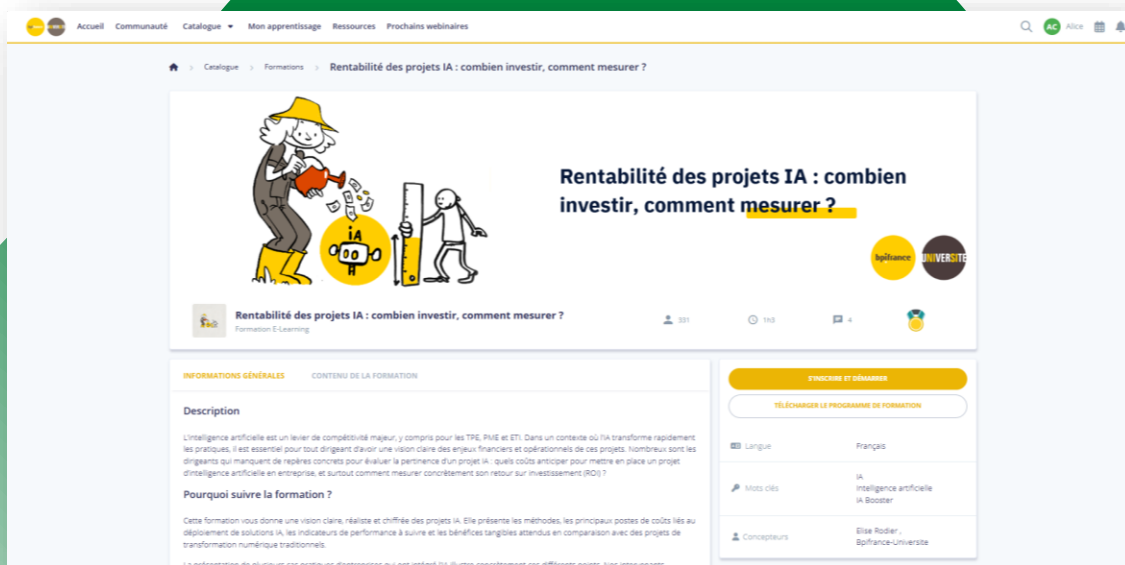 Accueil Communauté Catalogue Mon apprentissage Ressources Prochains webinaires
AC Alice
Catalogue > Formations > Rentabilité des projets IA : combien investir, comment mesurer ?
iA
Rentabilité des projets IA : combien
investir, comment mesurer ?
bpifrance UNIVERSITE
Rentabilité des projets IA : combien investir, comment mesurer ?
Formation E-Learning
331 1h3 4
INFORMATIONS GÉNÉRALES CONTENU DE LA FORMATION
Description
L'intelligence artificielle est un levier de compétitivité majeur, y compris pour les TPE, PME et ETI. Dans un contexte où l'IA transforme rapidement
les pratiques, il est essentiel pour tout dirigeant d'avoir une vision claire des enjeux financiers et opérationnels de ces projets. Nombreux sont les
dirigeants qui manquent de repères concrets pour évaluer la pertinence d'un projet IA : quels coûts anticiper pour mettre en place un projet
d'intelligence artificielle en entreprise, et surtout comment mesurer concrètement son retour sur investissement (ROI) ?
Pourquoi suivre la formation ?
Cette formation vous donne une vision claire, réaliste et chiffrée des projets IA. Elle présente les méthodes, les principaux postes de coûts liés au
déploiement de solutions IA, les indicateurs de performance à suivre et les bénéfices tangibles attendus en comparaison avec des projets de
transformation numérique traditionnels.
S'INSCRIRE ET DÉMARRER
TÉLÉCHARGER LE PROGRAMME DE FORMATION
Langue Français
Mots clés IA
Intelligence artificielle
IA Booster
Concepteurs Elise Rodier ,
Bpifrance-Universite